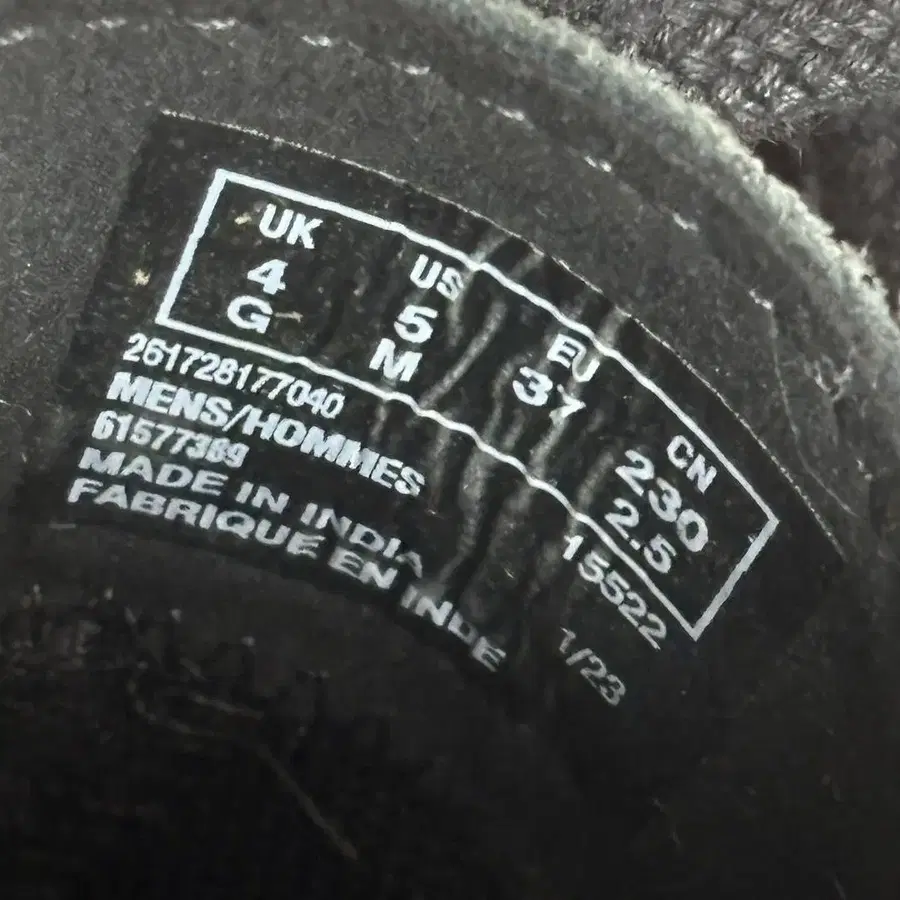 UK US EU CN
4 5 37 230
G M 2.5
261728177040 15522
MENS/HOMMES
61577389 1/23
MADE IN INDIA
FABRIQUE EN INDE